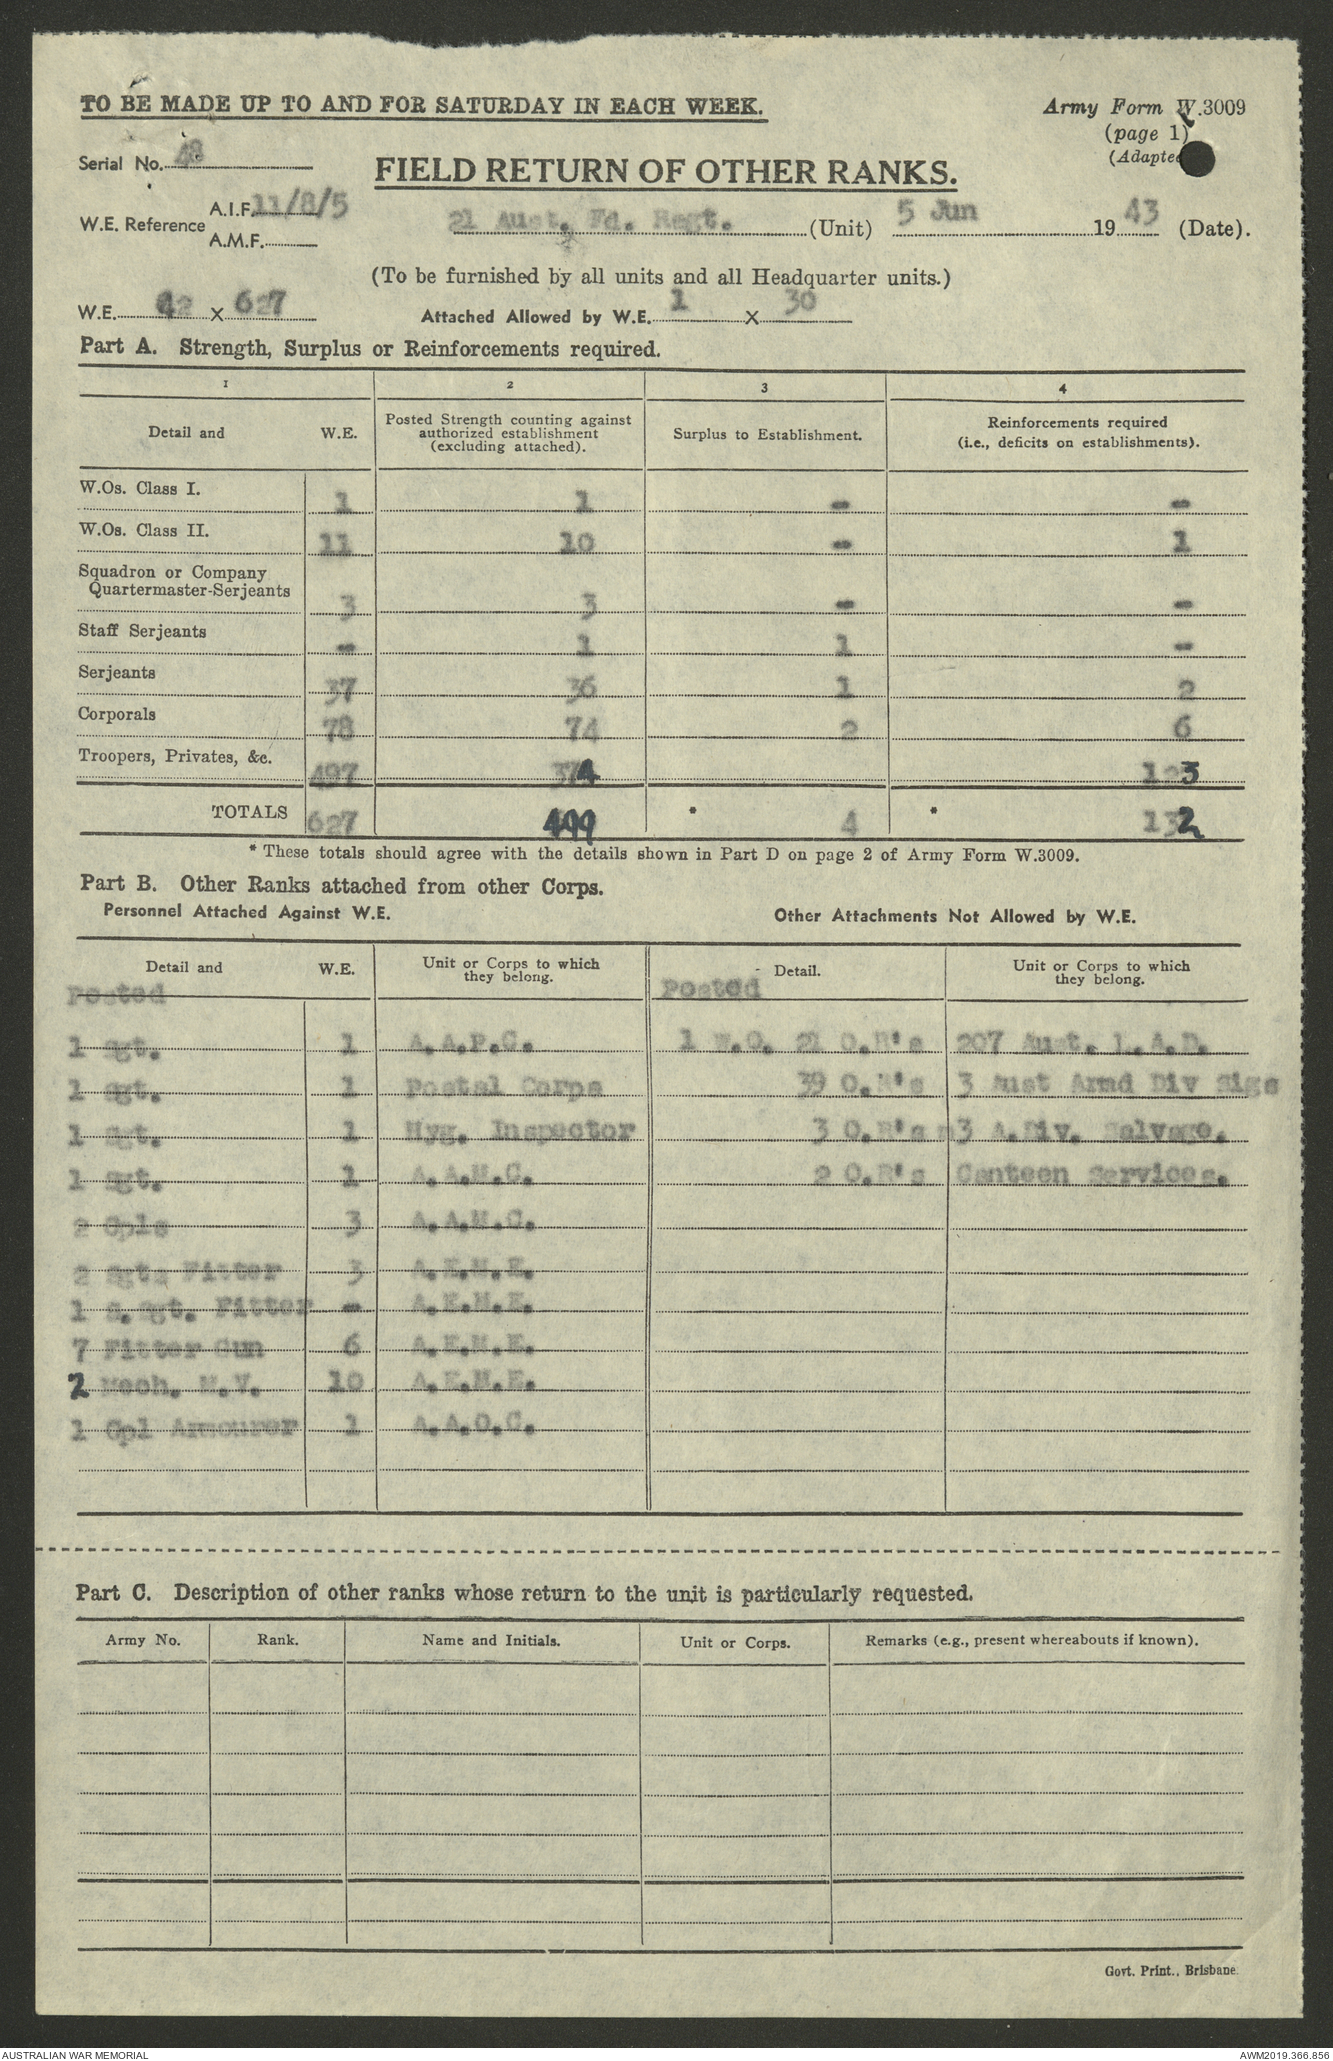 TO BE MADE UP TO AND FOR SATURDAY IN EACH WEEK.
Army Form W.3009
(page 1)
(Adapted
Serial No. 48
FIELD RETURN OF OTHER RANKS.
W.E. Reference A.I.F. 11/8/5
A.M.F.
21 Aust. Fd. Regt. (Unit) 5 Jun 1943 (Date).
(To be furnished by all units and all Headquarter units.)
W.E. 42 X 627 Attached Allowed by W.E. 1 X 30
Part A. Strength, Surplus or Reinforcements required.
1 2 3 4
Detail and W.E. Posted Strength counting against authorized establishment (excluding attached). Surplus to Establishment. Reinforcements required (i.e., deficits on establishments).
W.Os. Class I. 1 1 - -
W.Os. Class II. 11 10 - 1
Squadron or Company
Quartermaster-Serjeants 3 3 - -
Staff Serjeants - 1 1 -
Serjeants 37 36 1 2
Corporals 78 74 2 6
Troopers, Privates, &c. 497 374 123
TOTALS 627 499 * 4 * 132
* These totals should agree with the details shown in Part D on page 2 of Army Form W.3009.
Part B. Other Ranks attached from other Corps.
Personnel Attached Against W.E. Other Attachments Not Allowed by W.E.
Detail and W.E. Unit or Corps to which they belong. Detail. Unit or Corps to which they belong.
Posted Posted
1 Sgt. 1 A.A.P.C. 1 W.O. 21 O.R's 207 Aust. L.A.D.
1 Sgt. 1 Postal Corps 39 O.R's 3 Aust Armd Div Sigs
1 Sgt. 1 Hyg. Inspector 3 O.R's 3 A.Div. Salvage.
1 Sgt. 1 A.A.M.C. 2 O.R's Canteen Services.
2 Cpls 3 A.A.M.C.
2 Sgts Fitter 3 A.E.M.E.
1 S.Sgt. Fitter - A.E.M.E.
7 Fitter Gun 6 A.E.M.E.
2 Mech. M.V. 10 A.E.M.E.
1 Cpl Armourer 1 A.A.O.C.
Part C. Description of other ranks whose return to the unit is particularly requested.
Army No. Rank. Name and Initials. Unit or Corps. Remarks (e.g., present whereabouts if known).
Govt. Print., Brisbane.
AUSTRALIAN WAR MEMORIAL AWM2019.366.856